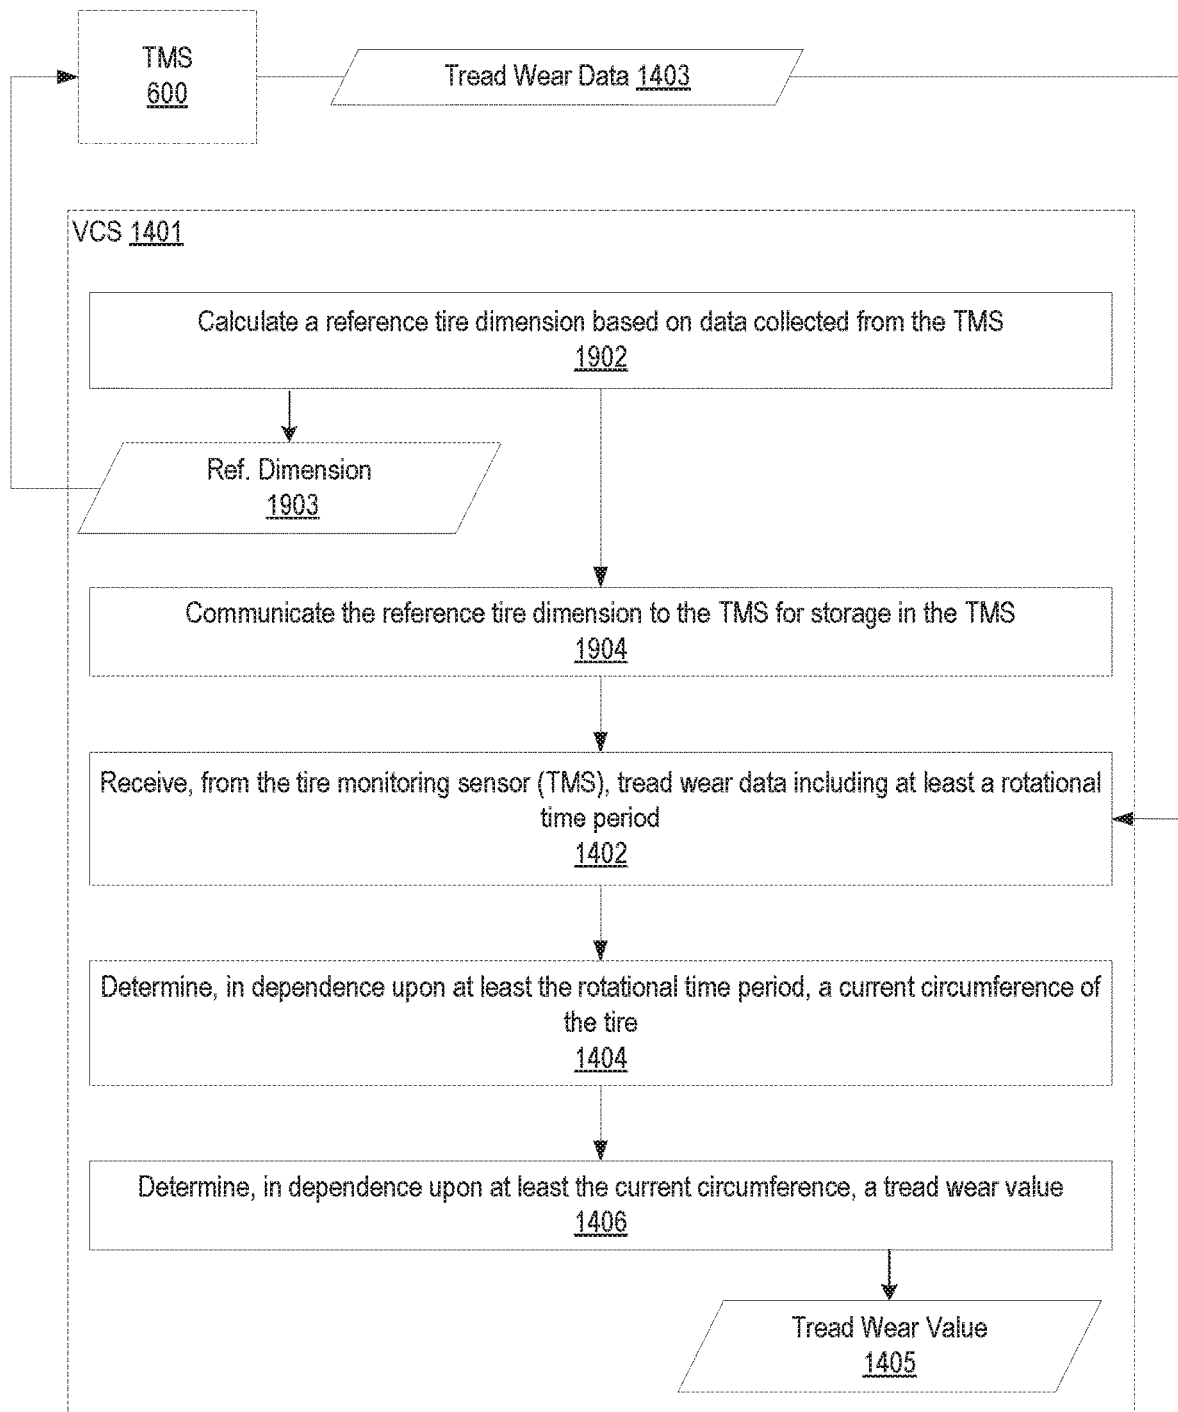 TMS
600
Tread Wear Data 1403
VCS 1401
Calculate a reference tire dimension based on data collected from the TMS
1902
Ref. Dimension
1903
Communicate the reference tire dimension to the TMS for storage in the TMS
1904
Receive, from the tire monitoring sensor (TMS), tread wear data including at least a rotational
time period
1402
Determine, in dependence upon at least the rotational time period, a current circumference of
the tire
1404
Determine, in dependence upon at least the current circumference, a tread wear value
1406
Tread Wear Value
1405